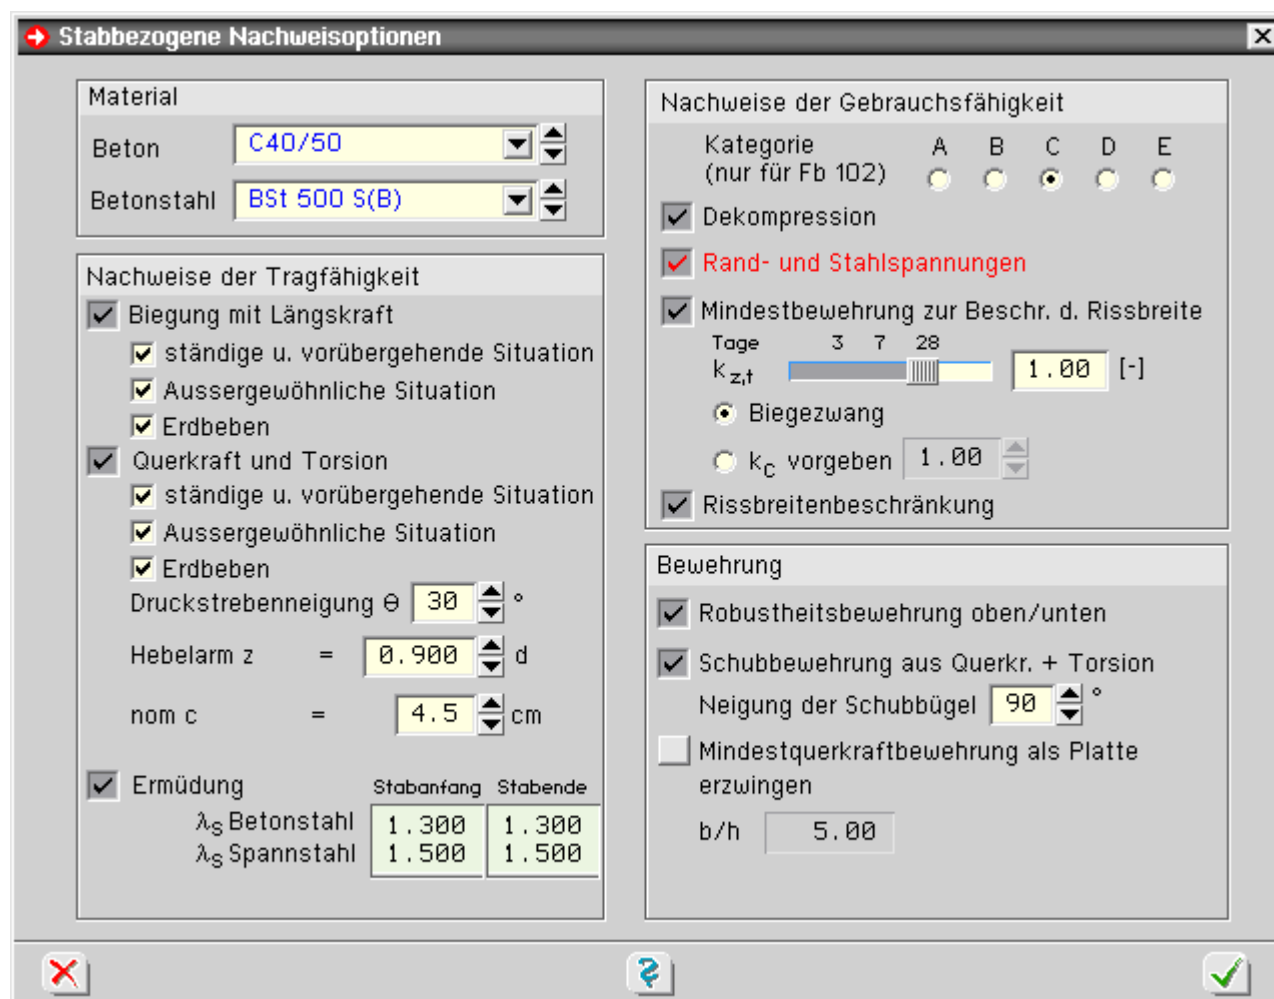 Stabbezogene Nachweisoptionen
Material
Beton C40/50
Betonstahl BSt 500 S(B)
Nachweise der Tragfähigkeit
Biegung mit Längskraft
ständige u. vorübergehende Situation
Aussergewöhnliche Situation
Erdbeben
Querkraft und Torsion
ständige u. vorübergehende Situation
Aussergewöhnliche Situation
Erdbeben
Druckstrebenneigung Θ 30 °
Hebelarm z = 0.900 d
nom c = 4.5 cm
Ermüdung Stabanfang Stabende
λS Betonstahl 1.300 1.300
λS Spannstahl 1.500 1.500
Nachweise der Gebrauchsfähigkeit
Kategorie A B C D E
(nur für Fb 102)
Dekompression
Rand- und Stahlspannungen
Mindestbewehrung zur Beschr. d. Rissbreite
Tage 3 7 28
kz,t 1.00 [-]
Biegezwang
kC vorgeben 1.00
Rissbreitenbeschränkung
Bewehrung
Robustheitsbewehrung oben/unten
Schubbewehrung aus Querkr. + Torsion
Neigung der Schubbügel 90 °
Mindestquerkraftbewehrung als Platte
erzwingen
b/h 5.00